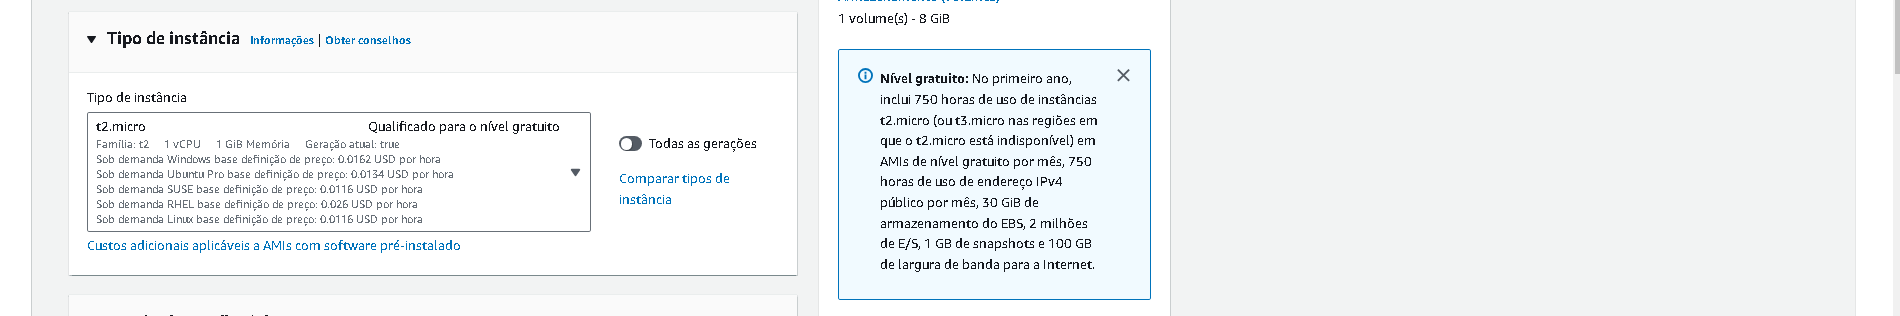 Tipo de instância Informações | Obter conselhos
Tipo de instância
t2.micro Qualificado para o nível gratuito
Família: t2 1 vCPU 1 GiB Memória Geração atual: true
Sob demanda Windows base definição de preço: 0.0162 USD por hora
Sob demanda Ubuntu Pro base definição de preço: 0.0134 USD por hora
Sob demanda SUSE base definição de preço: 0.0116 USD por hora
Sob demanda RHEL base definição de preço: 0.026 USD por hora
Sob demanda Linux base definição de preço: 0.0116 USD por hora
Todas as gerações
Comparar tipos de
instância
Custos adicionais aplicáveis a AMIs com software pré-instalado
1 volume(s) - 8 GiB
Nível gratuito: No primeiro ano,
inclui 750 horas de uso de instâncias
t2.micro (ou t3.micro nas regiões em
que o t2.micro está indisponível) em
AMIs de nível gratuito por mês, 750
horas de uso de endereço IPv4
público por mês, 30 GiB de
armazenamento do EBS, 2 milhões
de E/S, 1 GB de snapshots e 100 GB
de largura de banda para a Internet.